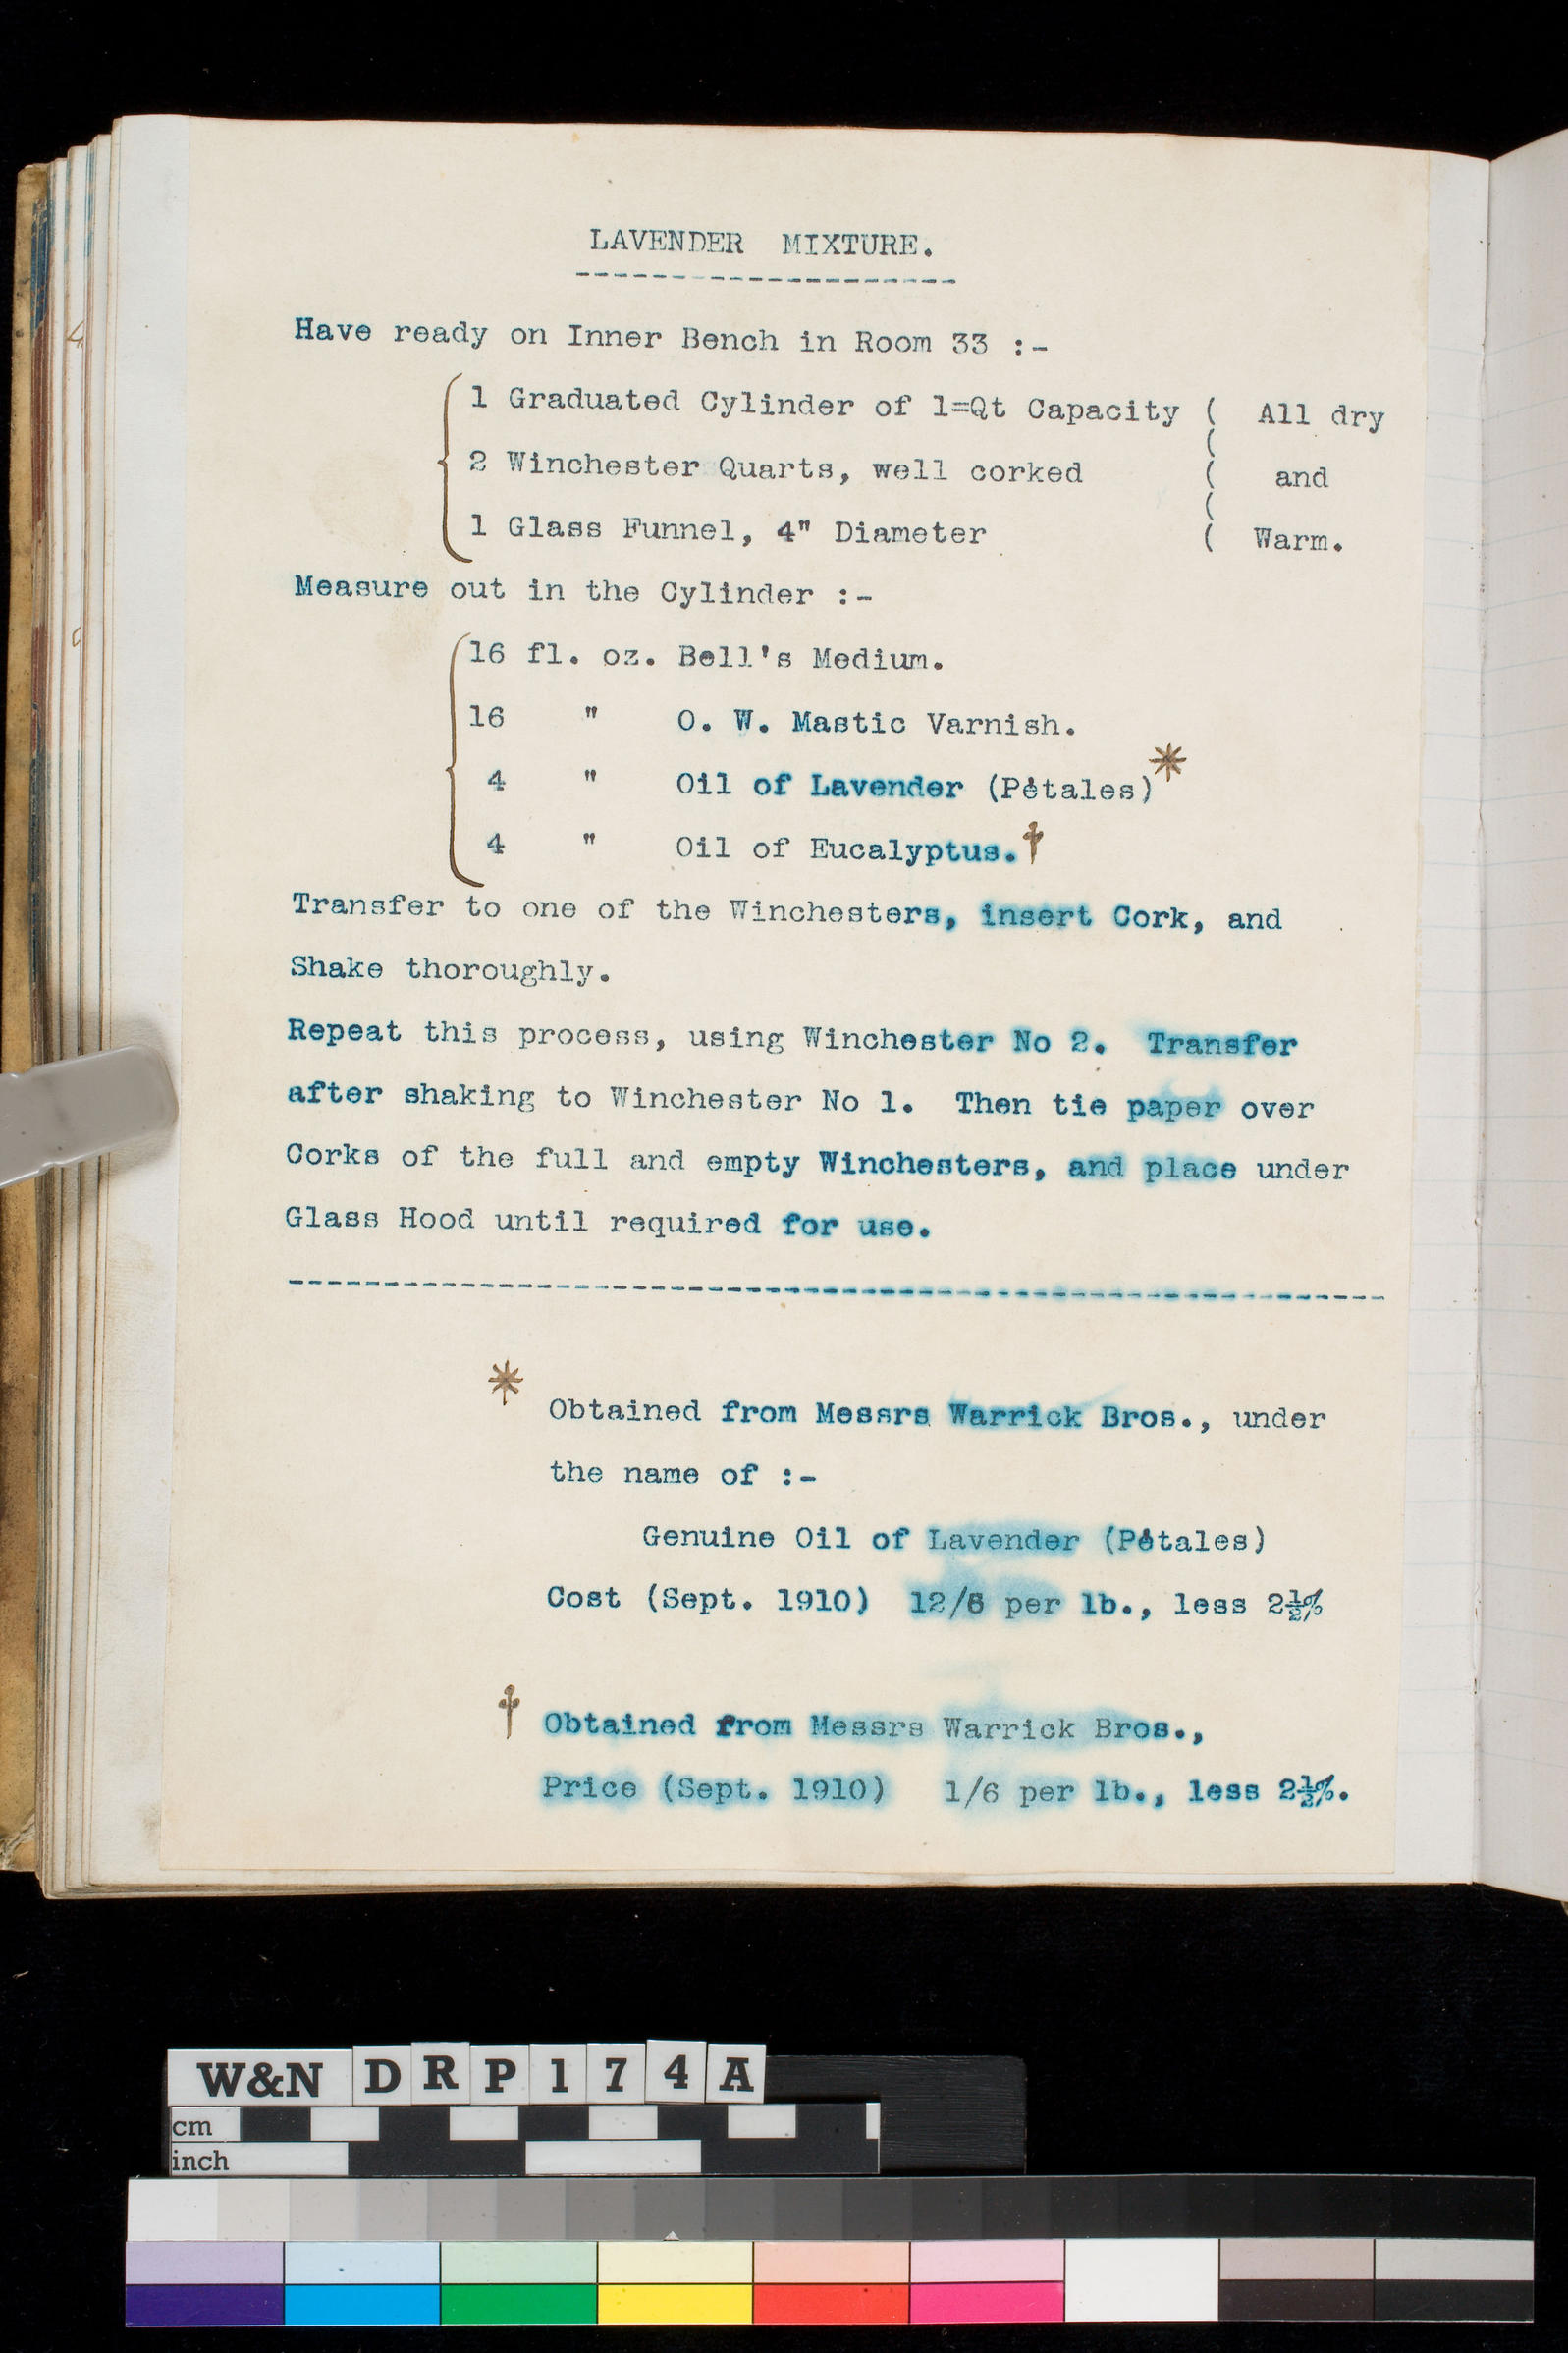 LAVENDER MIXTURE.
Have ready on Inner Bench in Room 33 :-
1 Graduated Cylinder of 1=Qt Capacity ( All dry
(
2 Winchester Quarts, well corked ( and
(
1 Glass Funnel, 4" Diameter ( Warm.
Measure out in the Cylinder :-
16 fl. oz. Bell's Medium.
16 " O. W. Mastic Varnish.
4 " Oil of Lavender (Pétales)*
4 " Oil of Eucalyptus.†
Transfer to one of the Winchesters, insert Cork, and
Shake thoroughly.
Repeat this process, using Winchester No 2. Transfer
after shaking to Winchester No 1. Then tie paper over
Corks of the full and empty Winchesters, and place under
Glass Hood until required for use.
* Obtained from Messrs Warrick Bros., under
the name of :-
Genuine Oil of Lavender (Pétales)
Cost (Sept. 1910) 12/6 per lb., less 2½%
† Obtained from Messrs Warrick Bros.,
Price (Sept. 1910) 1/6 per lb., less 2½%.
W&N DRP174A
cm
inch